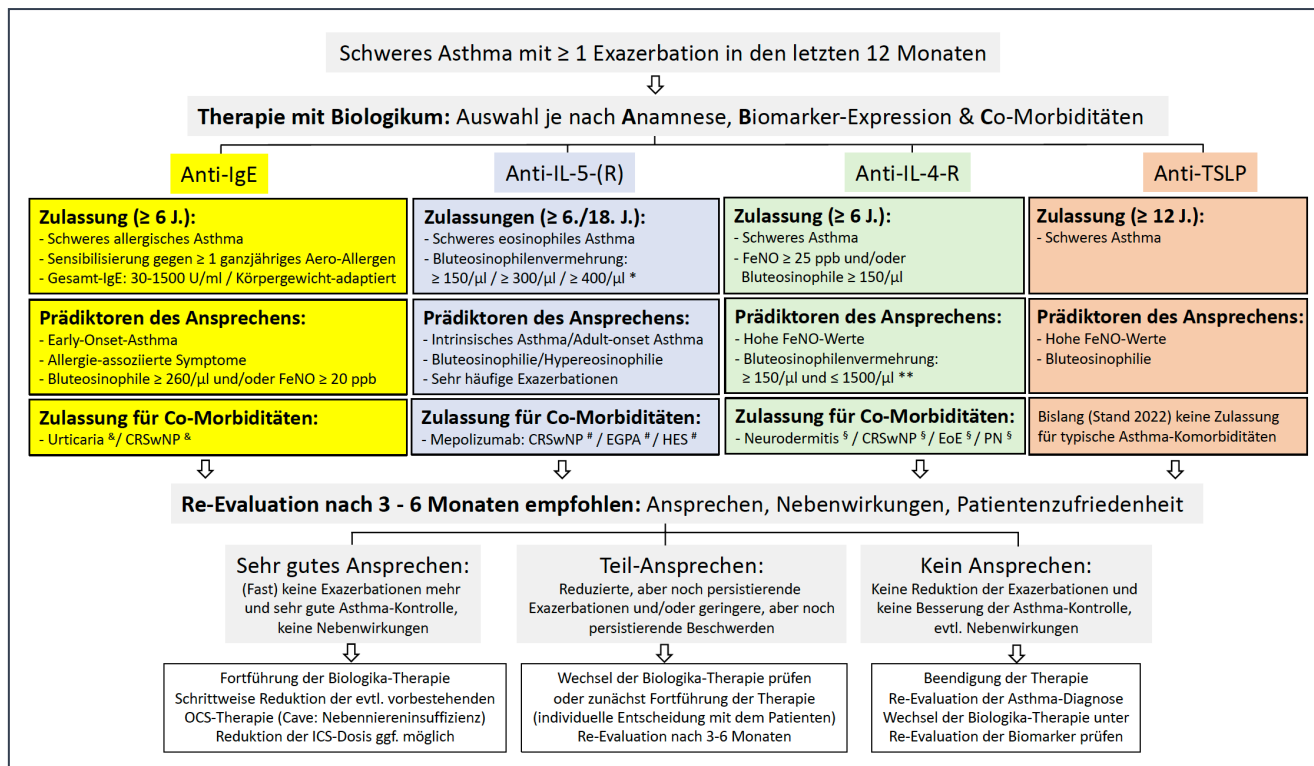 Schweres Asthma mit ≥ 1 Exazerbation in den letzten 12 Monaten
Therapie mit Biologikum: Auswahl je nach Anamnese, Biomarker-Expression & Co-Morbiditäten
Anti-IgE
Zulassung (≥ 6 J.):
- Schweres allergisches Asthma
- Sensibilisierung gegen ≥ 1 ganzjähriges Aero-Allergen
- Gesamt-IgE: 30-1500 U/ml / Körpergewicht-adaptiert
Prädiktoren des Ansprechens:
- Early-Onset-Asthma
- Allergie-assoziierte Symptome
- Bluteosinophile ≥ 260/µl und/oder FeNO ≥ 20 ppb
Zulassung für Co-Morbiditäten:
- Urticaria &/ CRSwNP &
Anti-IL-5-(R)
Zulassungen (≥ 6./18. J.):
- Schweres eosinophiles Asthma
- Bluteosinophilenvermehrung:
≥ 150/µl / ≥ 300/µl / ≥ 400/µl *
Prädiktoren des Ansprechens:
- Intrinsisches Asthma/Adult-onset Asthma
- Bluteosinophilie/Hypereosinophilie
- Sehr häufige Exazerbationen
Zulassung für Co-Morbiditäten:
- Mepolizumab: CRSwNP # / EGPA # / HES #
Anti-IL-4-R
Zulassung (≥ 6 J.):
- Schweres Asthma
- FeNO ≥ 25 ppb und/oder
Bluteosinophile ≥ 150/µl
Prädiktoren des Ansprechens:
- Hohe FeNO-Werte
- Bluteosinophilenvermehrung:
≥ 150/µl und ≤ 1500/µl **
Zulassung für Co-Morbiditäten:
- Neurodermitis § / CRSwNP § / EoE § / PN §
Anti-TSLP
Zulassung (≥ 12 J.):
- Schweres Asthma
Prädiktoren des Ansprechens:
- Hohe FeNO-Werte
- Bluteosinophilie
Bislang (Stand 2022) keine Zulassung
für typische Asthma-Komorbiditäten
Re-Evaluation nach 3 - 6 Monaten empfohlen: Ansprechen, Nebenwirkungen, Patientenzufriedenheit
Sehr gutes Ansprechen:
(Fast) keine Exazerbationen mehr
und sehr gute Asthma-Kontrolle,
keine Nebenwirkungen
Fortführung der Biologika-Therapie
Schrittweise Reduktion der evtl. vorbestehenden
OCS-Therapie (Cave: Nebenniereninsuffizienz)
Reduktion der ICS-Dosis ggf. möglich
Teil-Ansprechen:
Reduzierte, aber noch persistierende
Exazerbationen und/oder geringere, aber noch
persistierende Beschwerden
Wechsel der Biologika-Therapie prüfen
oder zunächst Fortführung der Therapie
(individuelle Entscheidung mit dem Patienten)
Re-Evaluation nach 3-6 Monaten
Kein Ansprechen:
Keine Reduktion der Exazerbationen und
keine Besserung der Asthma-Kontrolle,
evtl. Nebenwirkungen
Beendigung der Therapie
Re-Evaluation der Asthma-Diagnose
Wechsel der Biologika-Therapie unter
Re-Evaluation der Biomarker prüfen